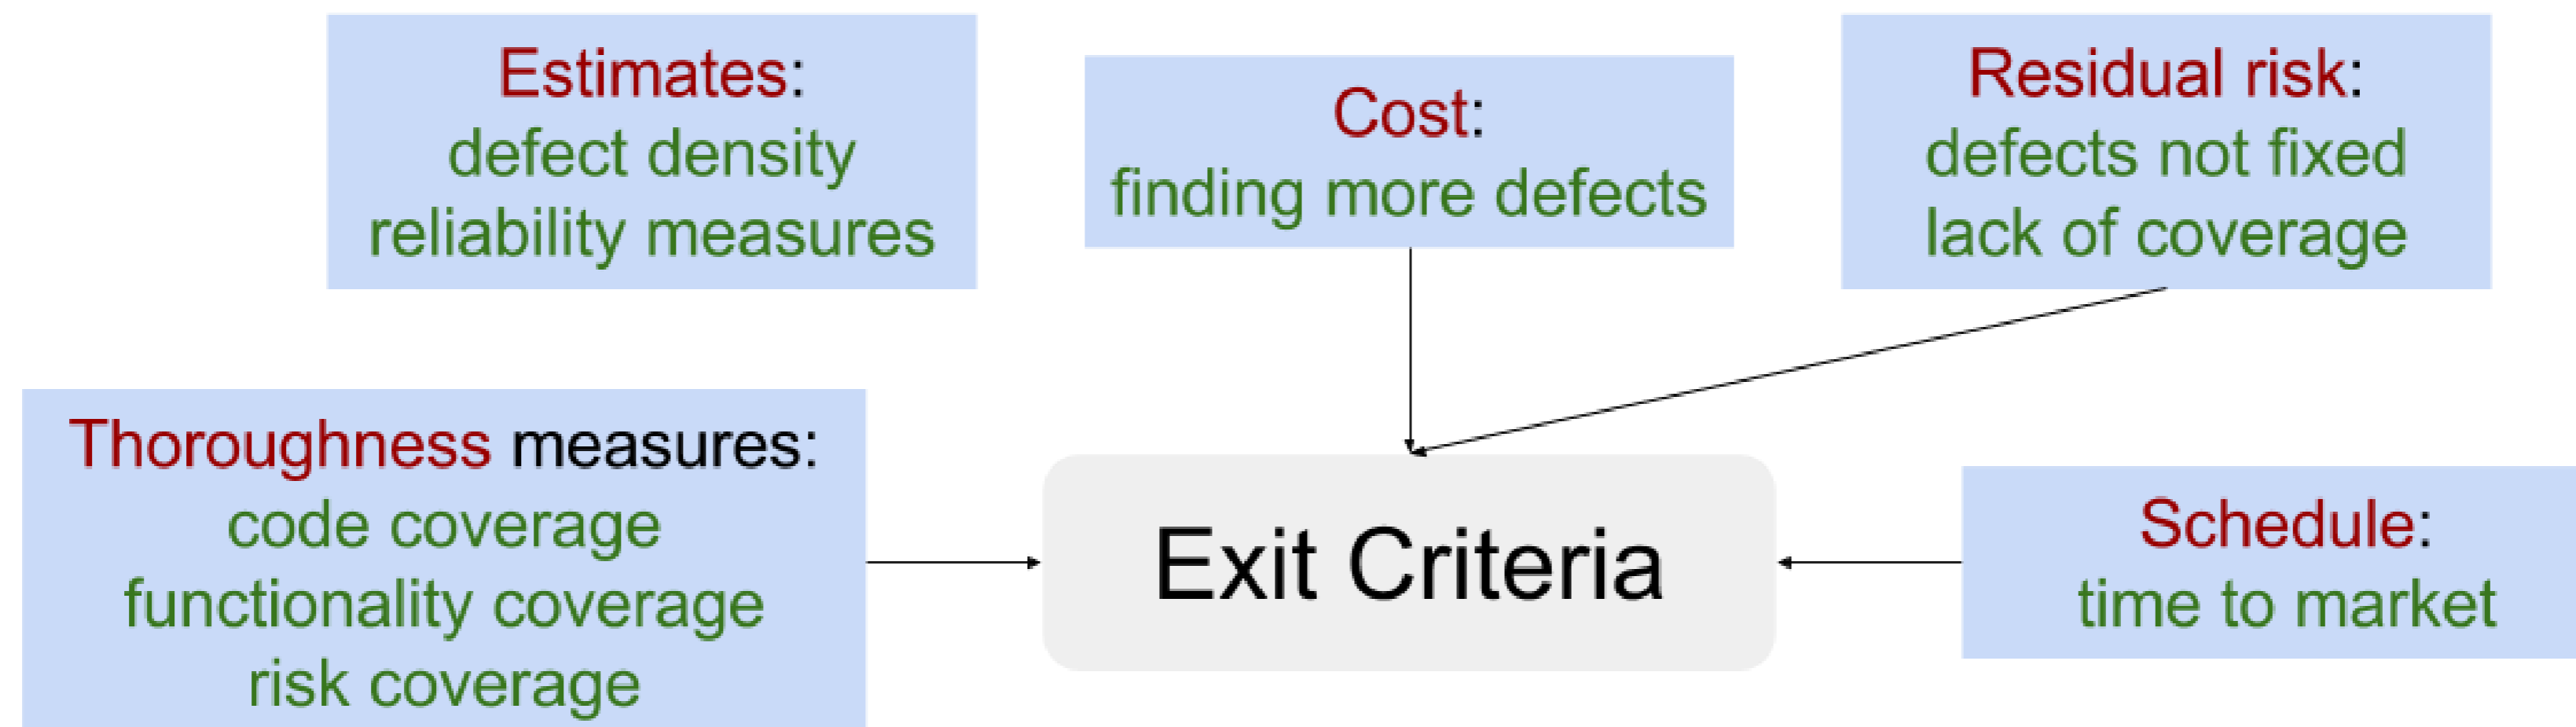 Estimates:
defect density
reliability measures
Cost:
finding more defects
Residual risk:
defects not fixed
lack of coverage
Thoroughness measures:
code coverage
functionality coverage
risk coverage
Exit Criteria
Schedule:
time to market